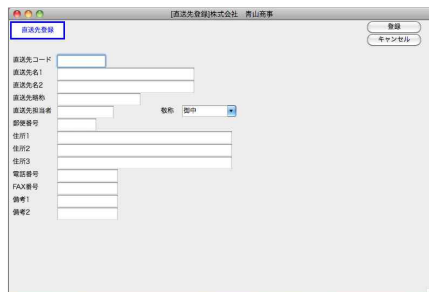 [直送先登録]株式会社 青山商事
直送先登録
登録
キャンセル
直送先コード
直送先名1
直送先名2
直送先略称
直送先担当者 敬称 御中
郵便番号
住所1
住所2
住所3
電話番号
FAX番号
備考1
備考2